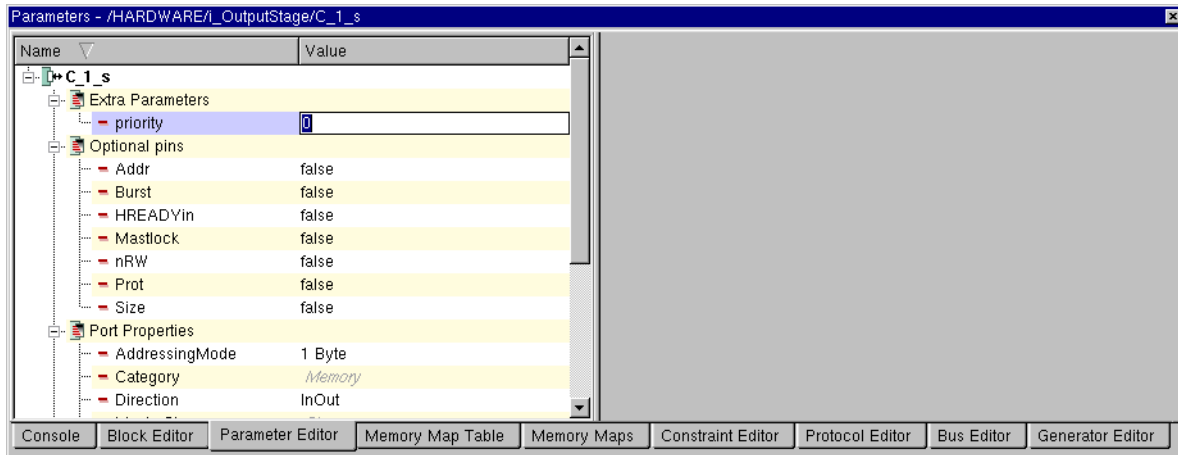 Parameters - /HARDWARE/i_OutputStage/C_1_s
Name Value
C_1_s
Extra Parameters
priority 0
Optional pins
Addr false
Burst false
HREADYin false
Mastlock false
nRW false
Prot false
Size false
Port Properties
AddressingMode 1 Byte
Category Memory
Direction InOut
Console Block Editor Parameter Editor Memory Map Table Memory Maps Constraint Editor Protocol Editor Bus Editor Generator Editor